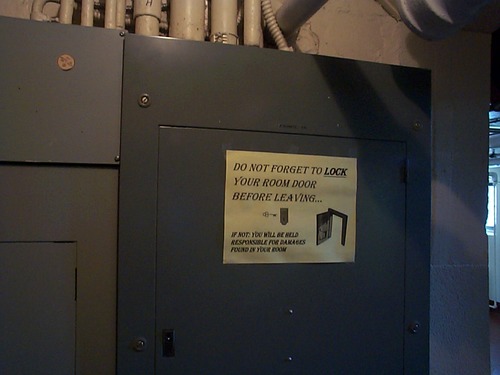 DO NOT FORGET TO LOCK
YOUR ROOM DOOR
BEFORE LEAVING...
IF NOT: YOU WILL BE HELD
RESPONSIBLE FOR DAMAGES
FOUND IN YOUR ROOM